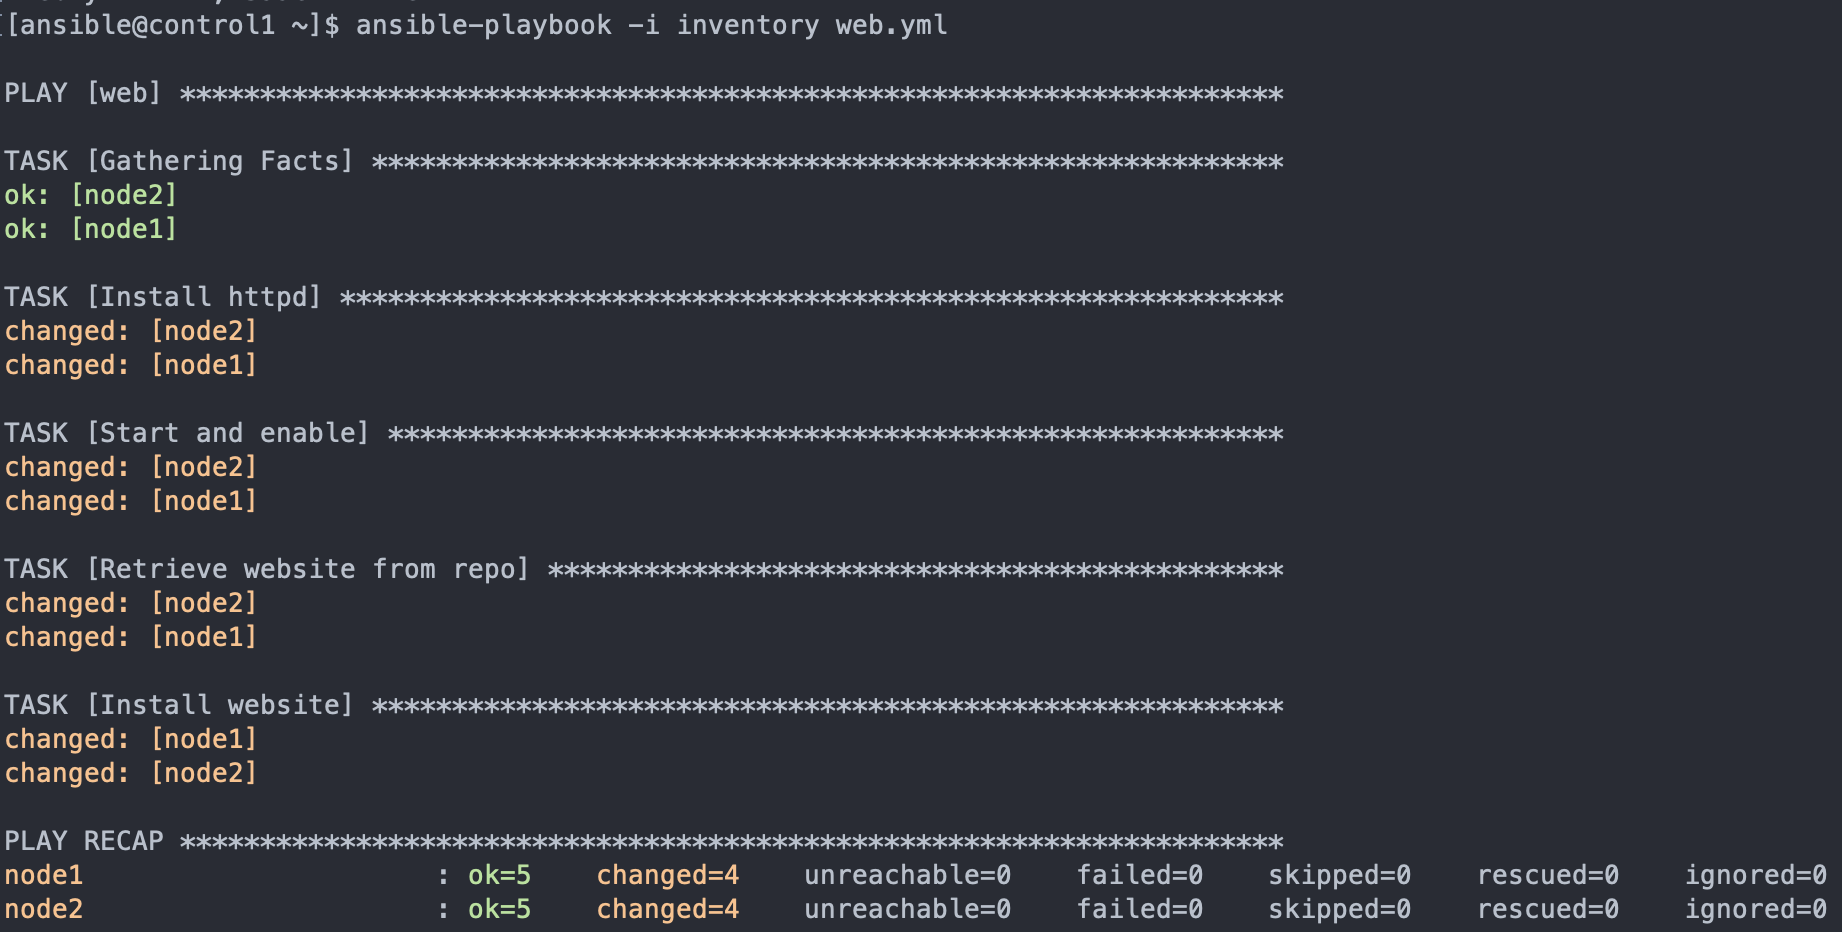 [[ansible@control1 ~]$ ansible-playbook -i inventory web.yml
PLAY [web] *********************************************************************
TASK [Gathering Facts] *********************************************************
ok: [node2]
ok: [node1]
TASK [Install httpd] ***********************************************************
changed: [node2]
changed: [node1]
TASK [Start and enable] ********************************************************
changed: [node2]
changed: [node1]
TASK [Retrieve website from repo] **********************************************
changed: [node2]
changed: [node1]
TASK [Install website] *********************************************************
changed: [node1]
changed: [node2]
PLAY RECAP *********************************************************************
node1                      : ok=5    changed=4    unreachable=0    failed=0    skipped=0    rescued=0    ignored=0
node2                      : ok=5    changed=4    unreachable=0    failed=0    skipped=0    rescued=0    ignored=0